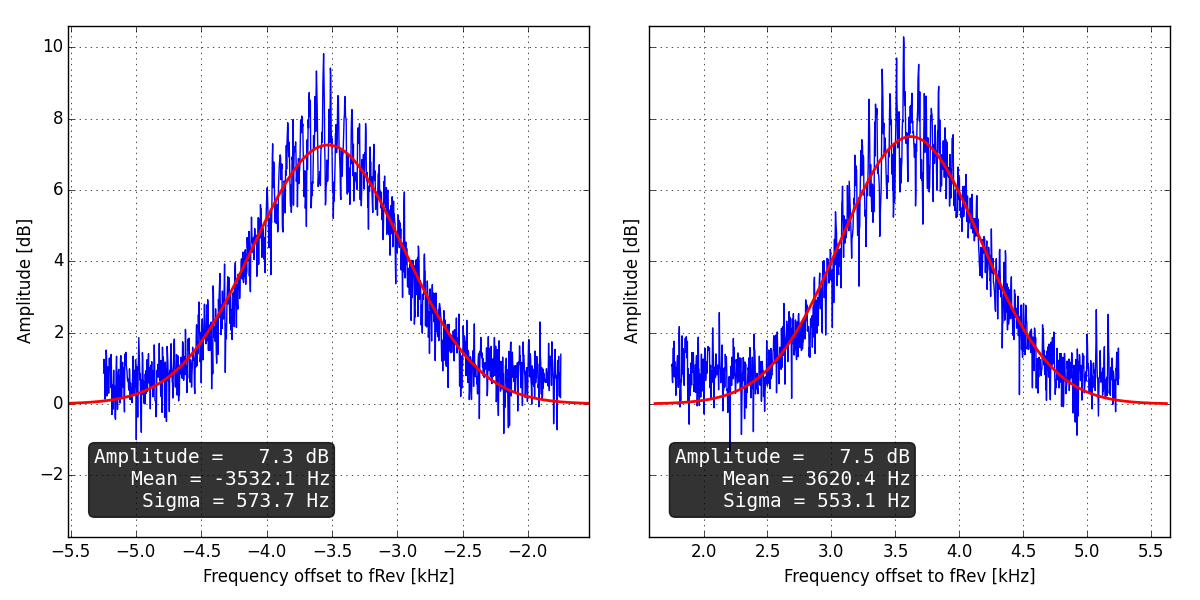 10
8
6
4
2
0
−2
Amplitude [dB]
Amplitude = 7.3 dB
Mean = -3532.1 Hz
Sigma = 573.7 Hz
−5.5 −5.0 −4.5 −4.0 −3.5 −3.0 −2.5 −2.0
Frequency offset to fRev [kHz]
Amplitude [dB]
Amplitude = 7.5 dB
Mean = 3620.4 Hz
Sigma = 553.1 Hz
2.0 2.5 3.0 3.5 4.0 4.5 5.0 5.5
Frequency offset to fRev [kHz]